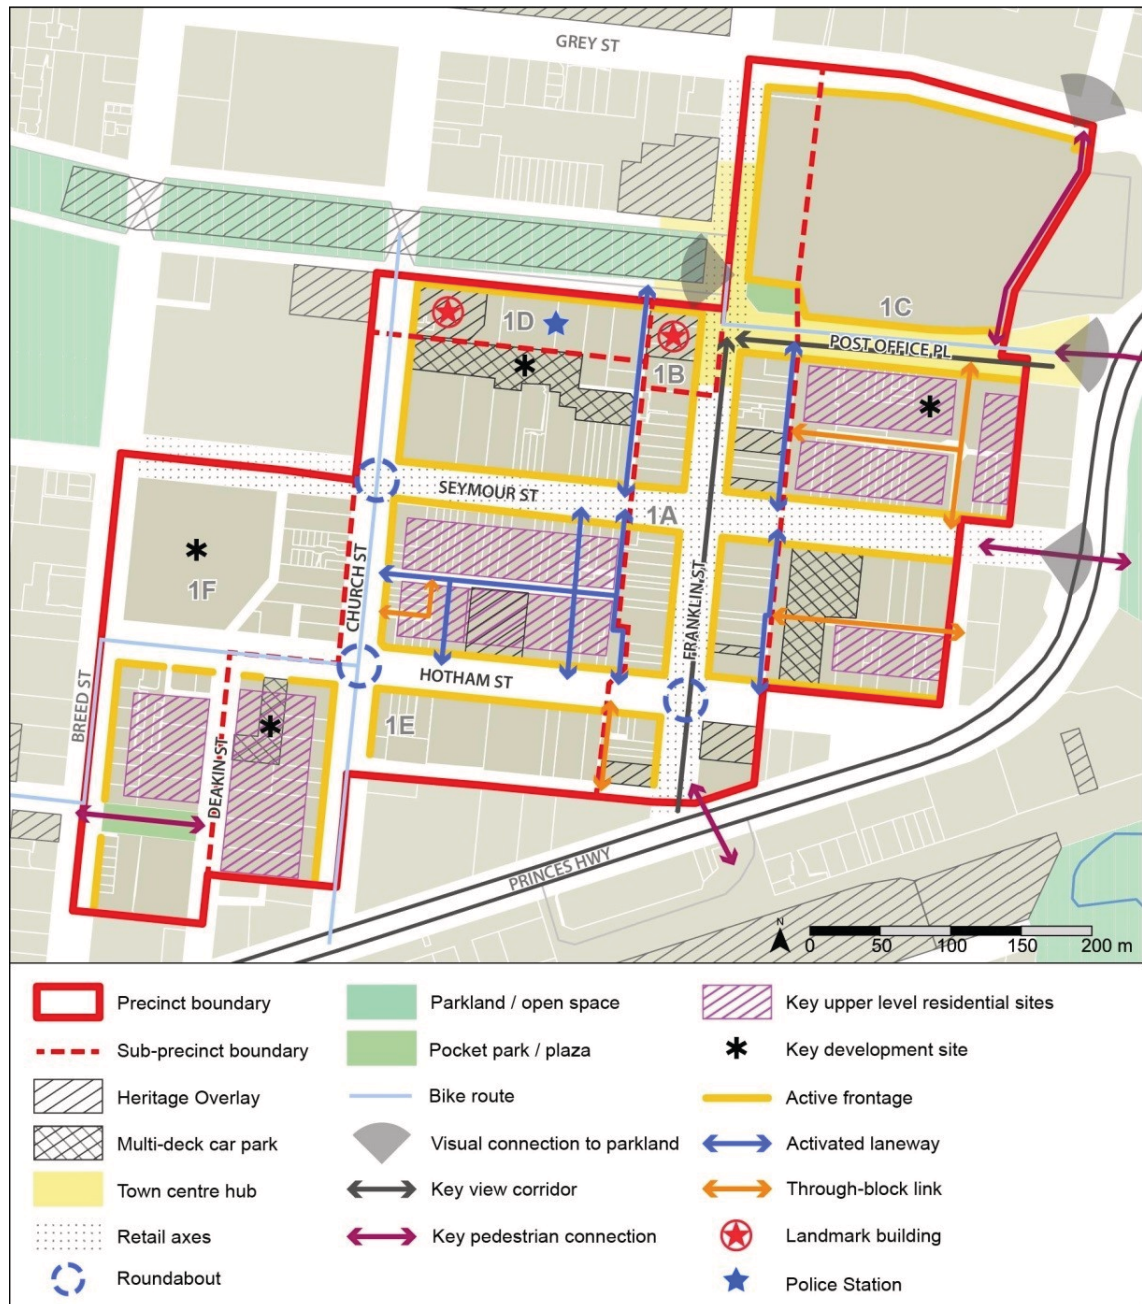 GREY ST
1C
1D
POST OFFICE PL
1B
SEYMOUR ST
1A
1F
CHURCH ST
FRANKLIN ST
HOTHAM ST
BREED ST
1E
DEAKIN ST
PRINCES HWY
N
0 50 100 150 200 m
Precinct boundary
Parkland / open space
Key upper level residential sites
Sub-precinct boundary
Pocket park / plaza
Key development site
Heritage Overlay
Bike route
Active frontage
Multi-deck car park
Visual connection to parkland
Activated laneway
Town centre hub
Key view corridor
Through-block link
Retail axes
Key pedestrian connection
Landmark building
Roundabout
Police Station